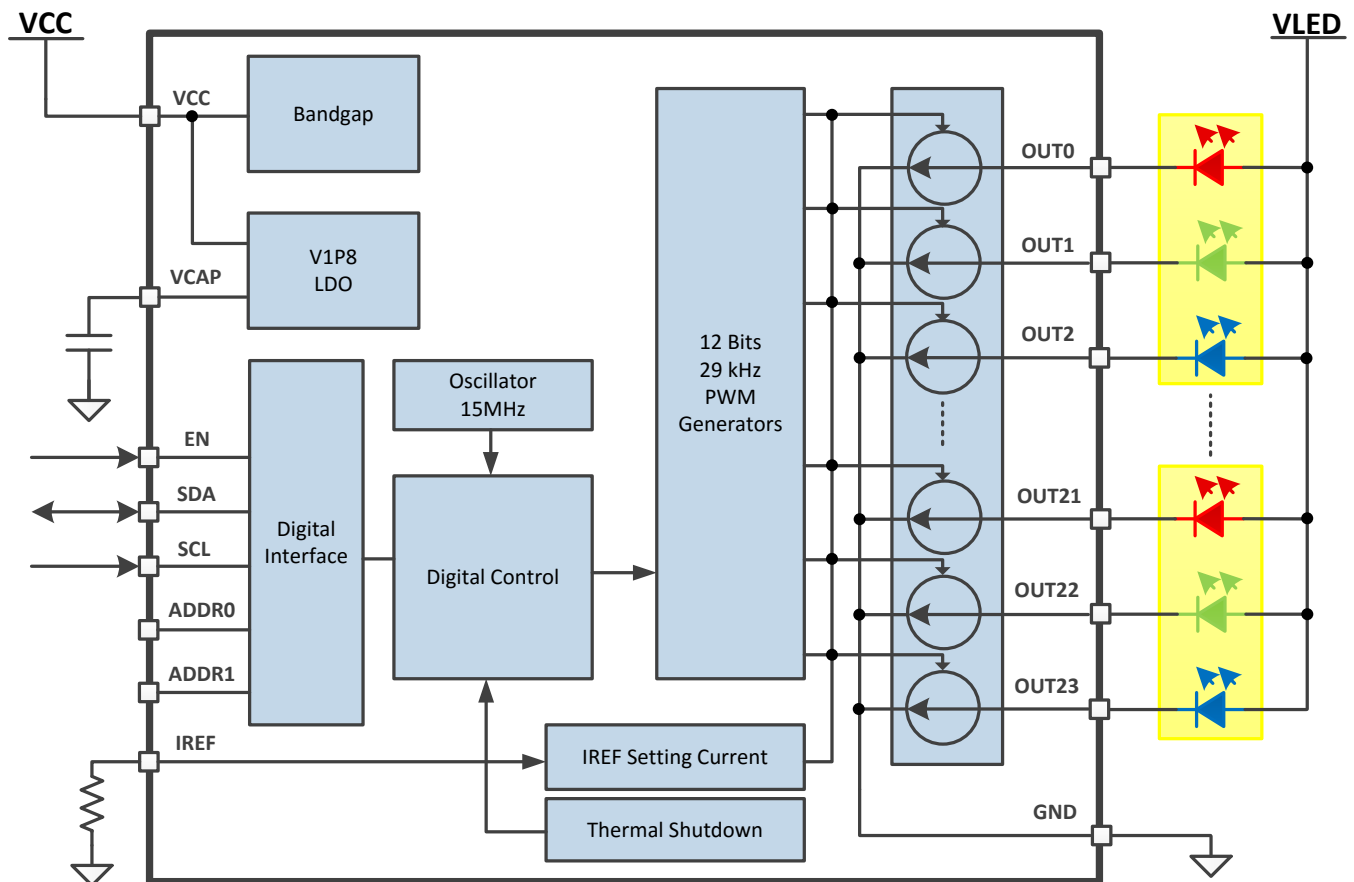 VCC
VLED
VCC
Bandgap
V1P8
LDO
VCAP
Oscillator
15MHz
12 Bits
29 kHz
PWM
Generators
OUT0
OUT1
OUT2
OUT21
OUT22
OUT23
EN
SDA
SCL
ADDR0
ADDR1
IREF
Digital
Interface
Digital Control
IREF Setting Current
Thermal Shutdown
GND